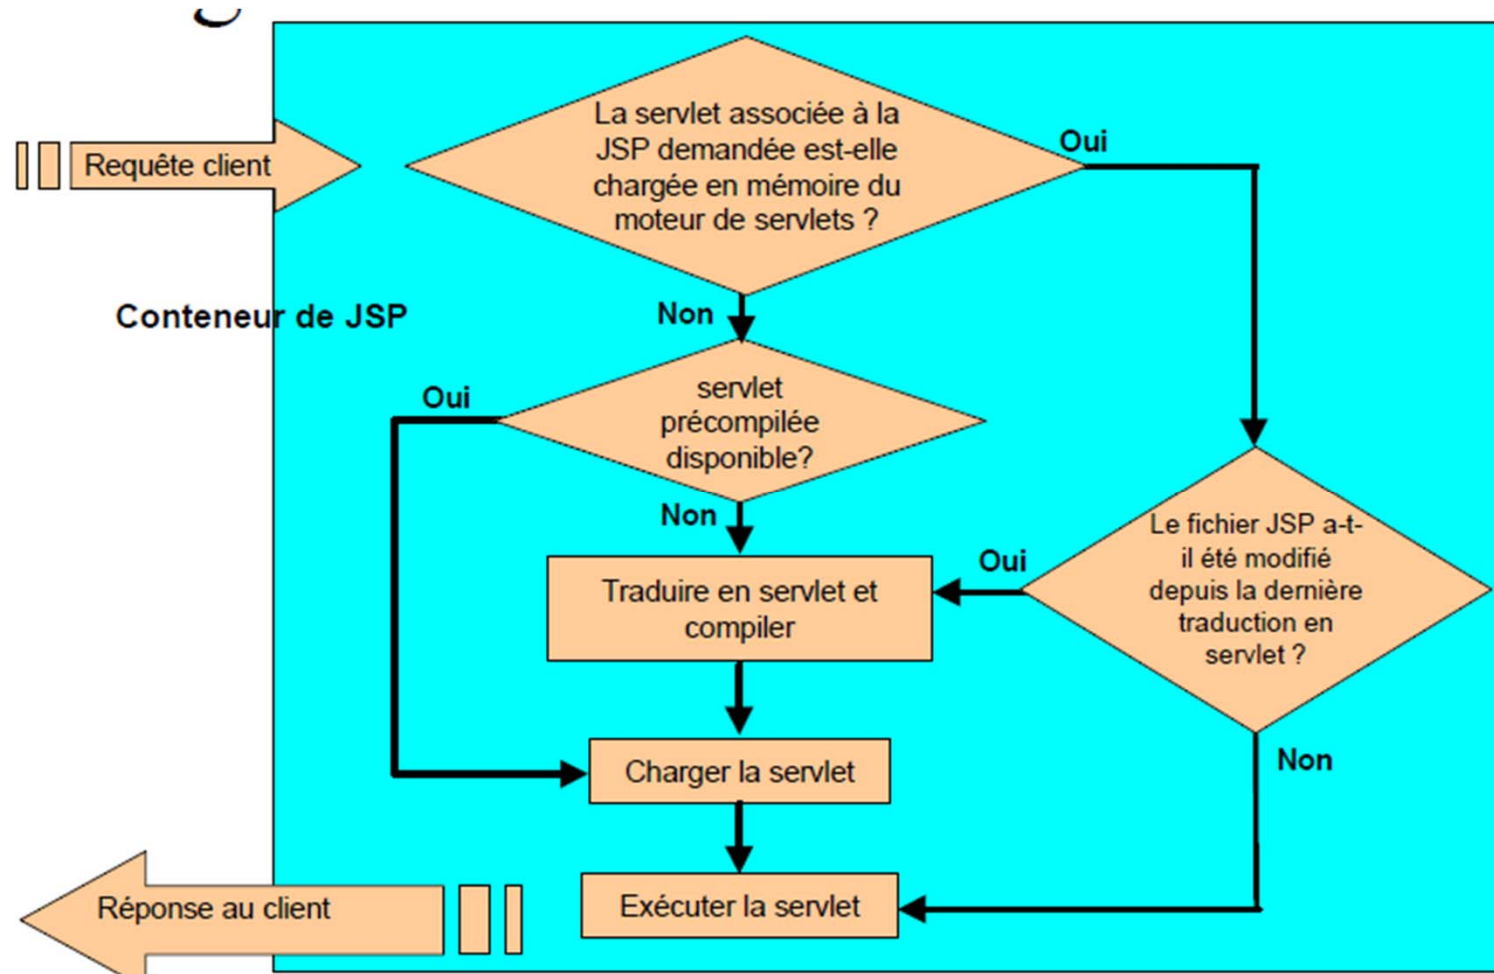 Requête client
La servlet associée à la
JSP demandée est-elle
chargée en mémoire du
moteur de servlets ?
Oui
Conteneur de JSP
Non
Oui
servlet
précompilée
disponible?
Non
Le fichier JSP a-t-
il été modifié
depuis la dernière
traduction en
servlet ?
Oui
Traduire en servlet et
compiler
Non
Charger la servlet
Exécuter la servlet
Réponse au client